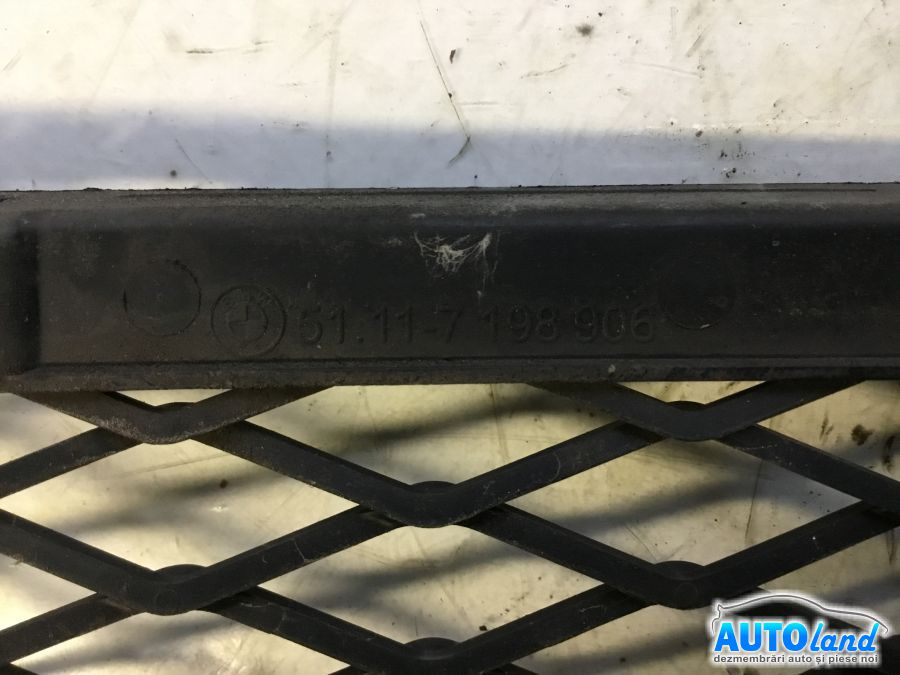 51.11-7 198 906
AUTOland
dezmembrări auto și piese noi